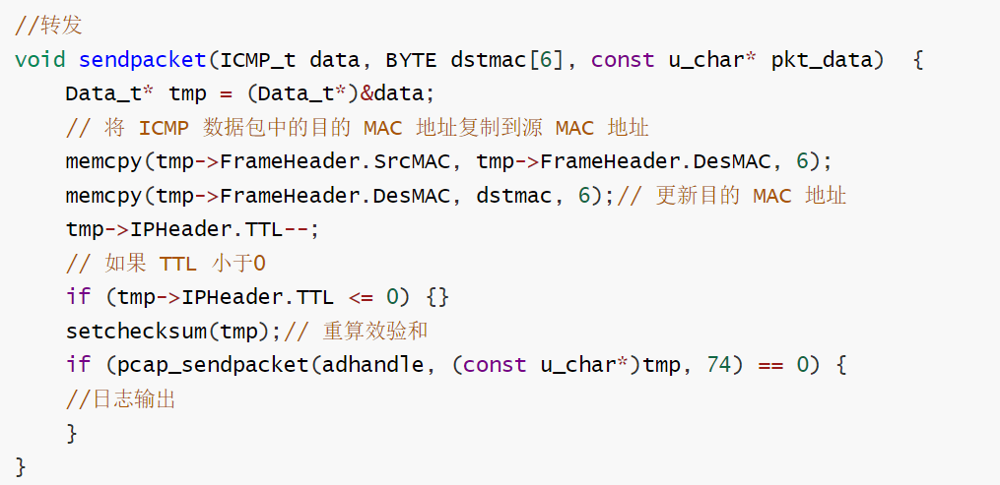 //转发
void sendpacket(ICMP_t data, BYTE dstmac[6], const u_char* pkt_data)  {
    Data_t* tmp = (Data_t*)&data;
    // 将 ICMP 数据包中的目的 MAC 地址复制到源 MAC 地址
    memcpy(tmp->FrameHeader.SrcMAC, tmp->FrameHeader.DesMAC, 6);
    memcpy(tmp->FrameHeader.DesMAC, dstmac, 6);// 更新目的 MAC 地址
    tmp->IPHeader.TTL--;
    // 如果 TTL 小于0
    if (tmp->IPHeader.TTL <= 0) {}
    setchecksum(tmp);// 重算效验和
    if (pcap_sendpacket(adhandle, (const u_char*)tmp, 74) == 0) {
    //日志输出
    }
}